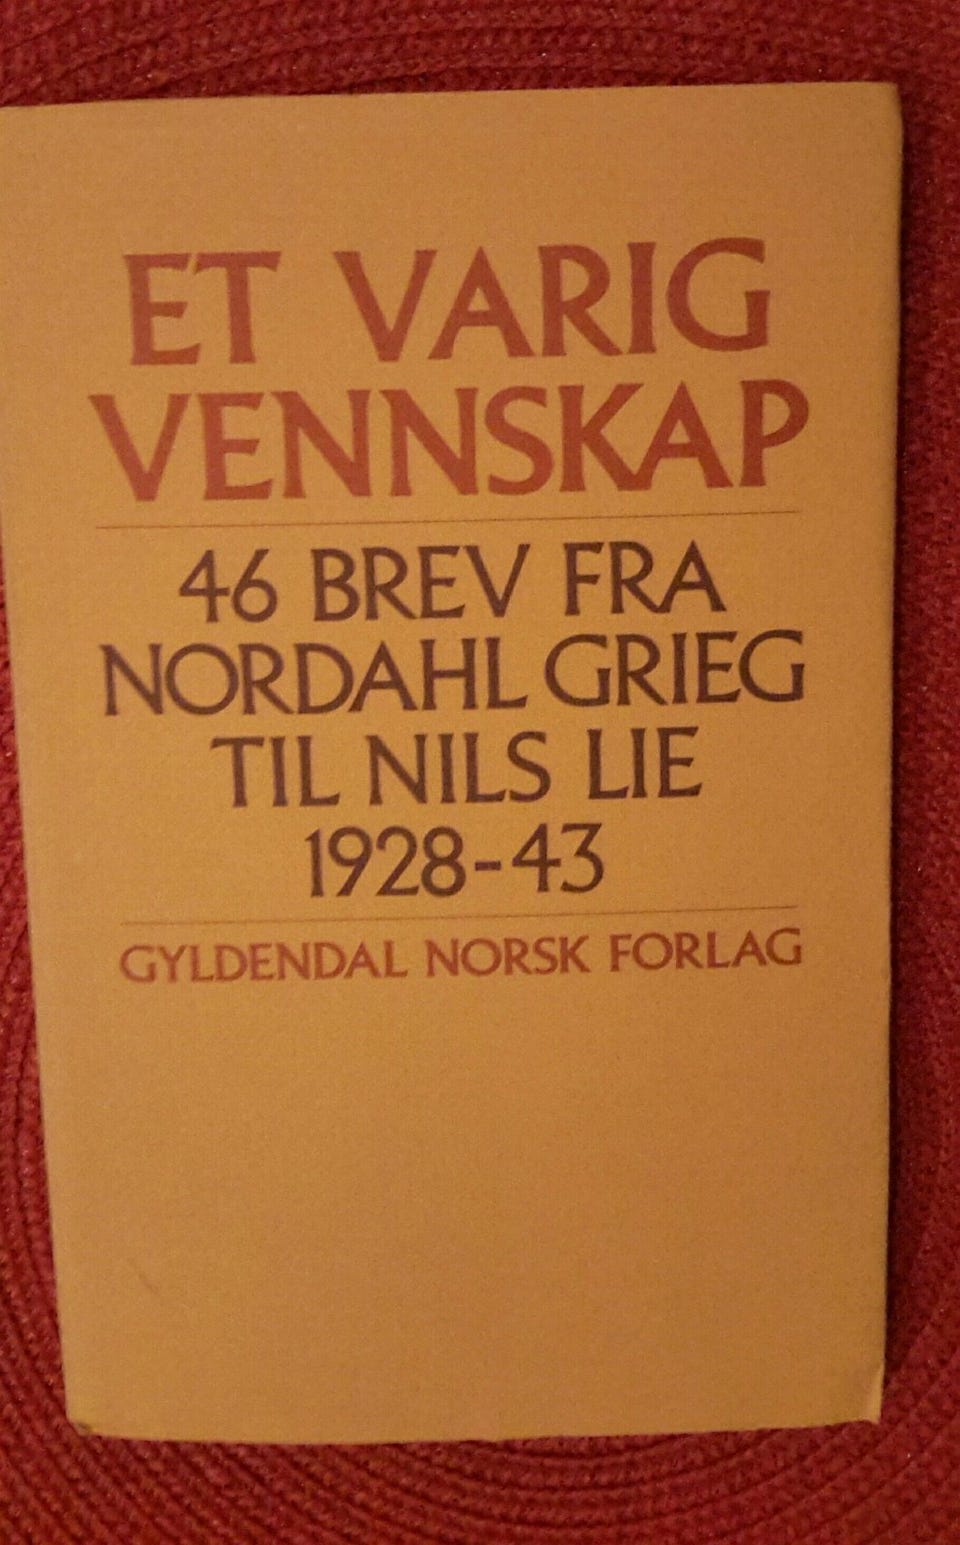 ET VARIG
VENNSKAP
46 BREV FRA
NORDAHL GRIEG
TIL NILS LIE
1928-43
GYLDENDAL NORSK FORLAG